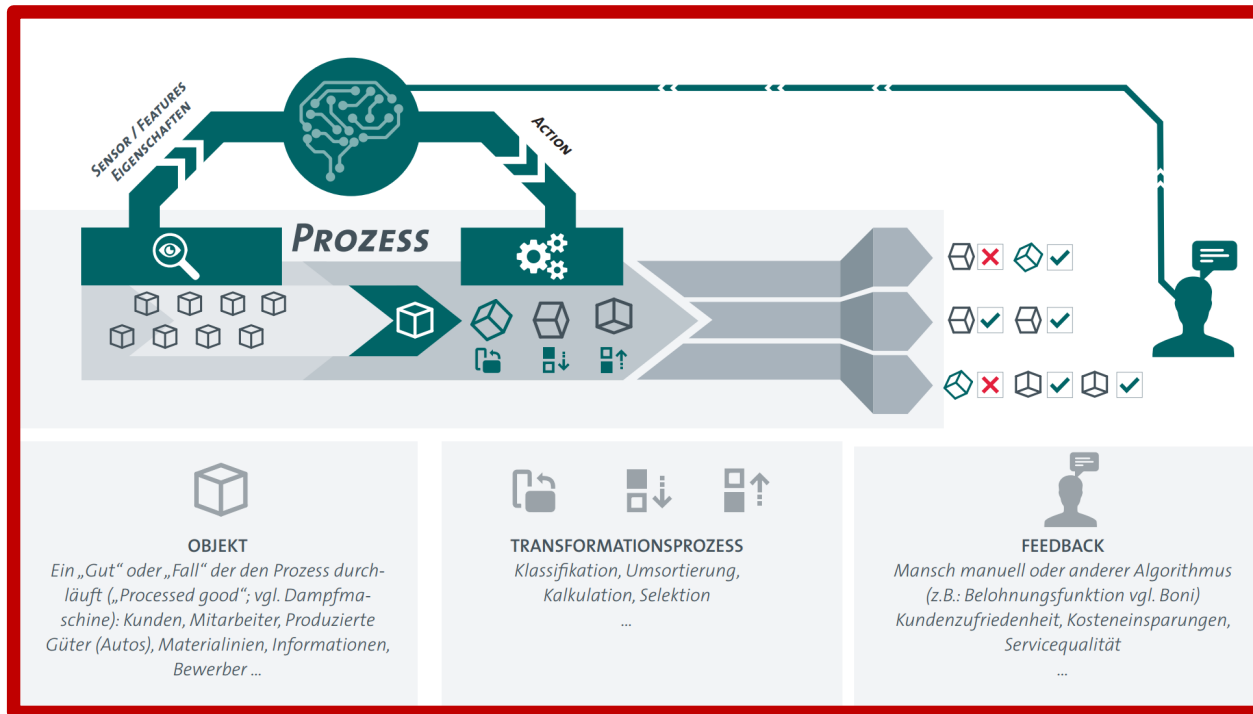 SENSOR / FEATURES
EIGENSCHAFTEN
ACTION
PROZESS
OBJEKT
Ein „Gut“ oder „Fall“ der den Prozess durch-
läuft („Processed good“; vgl. Dampfma-
schine): Kunden, Mitarbeiter, Produzierte
Güter (Autos), Materialinien, Informationen,
Bewerber ...
TRANSFORMATIONSPROZESS
Klassifikation, Umsortierung,
Kalkulation, Selektion
...
FEEDBACK
Mansch manuell oder anderer Algorithmus
(z.B.: Belohnungsfunktion vgl. Boni)
Kundenzufriedenheit, Kosteneinsparungen,
Servicequalität
...